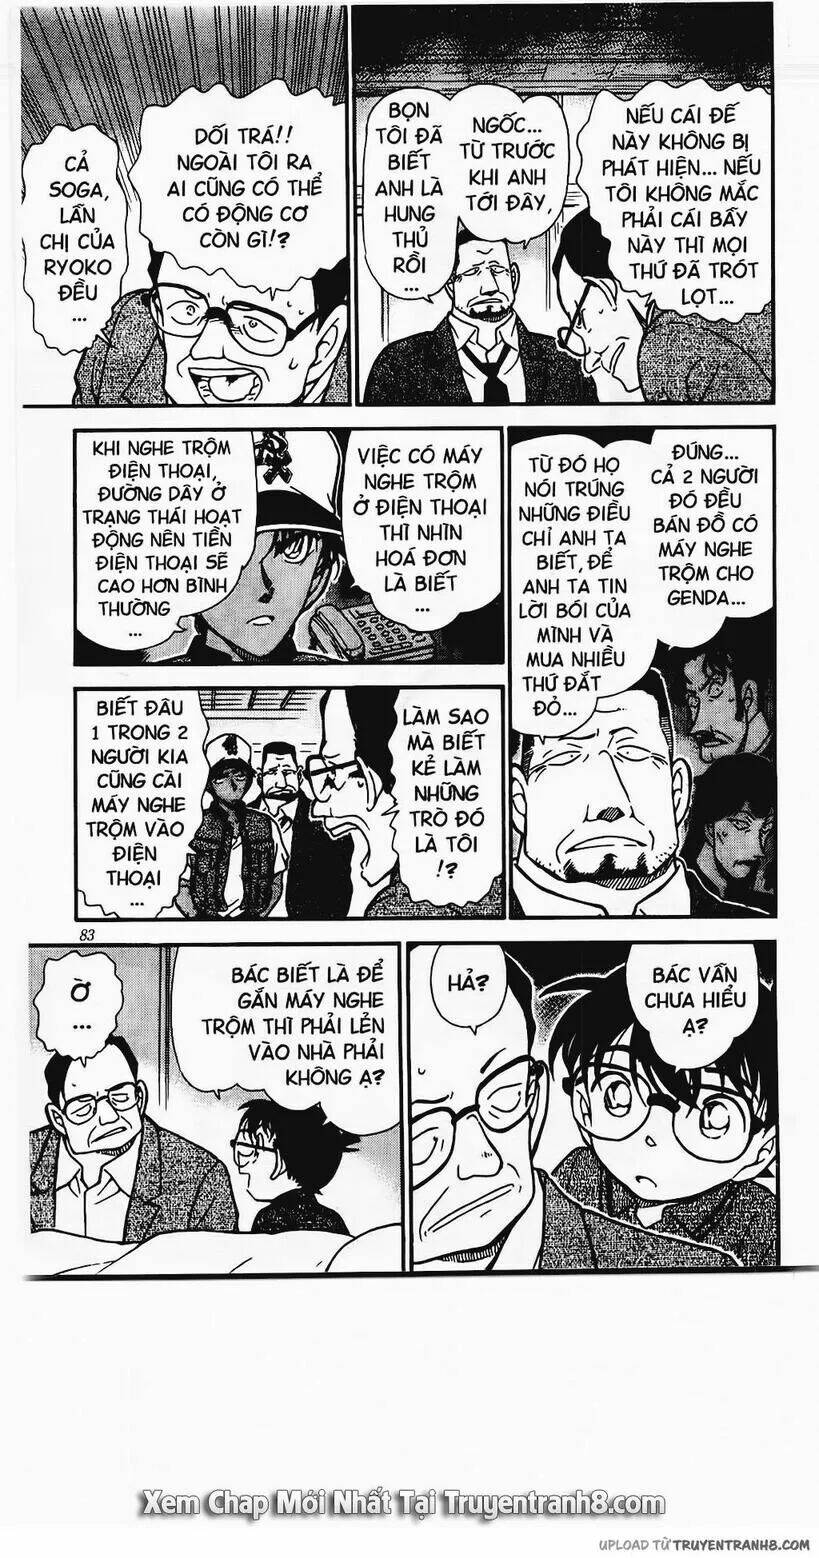 NẾU CÁI ĐẾ
NÀY KHÔNG BỊ
PHÁT HIỆN... NẾU
TÔI KHÔNG MẮC
PHẢI CÁI BẨY
NÀY THÌ MỌI
THỨ ĐÃ TRÓT
LỌT...
NGỐC...
TỪ TRƯỚC
KHI ANH
TỚI ĐÂY,
BỌN
TÔI ĐÃ
BIẾT
ANH LÀ
HUNG
THỦ
RỒI
...
DỐI TRÁ!!
NGOÀI TÔI RA
AI CŨNG CÓ THỂ
CÓ ĐỘNG CƠ
CÒN GÌ!?
CẢ
SOGA,
LẪN
CHỊ CỦA
RYOKO
ĐỀU
...
ĐÚNG...
CẢ 2 NGƯỜI
ĐÓ ĐỀU
BÁN ĐỒ CÓ
MÁY NGHE
TRỘM CHO
GENDA...
TỪ ĐÓ HỌ
NÓI TRÚNG
NHỮNG ĐIỀU
CHỈ ANH TA
BIẾT, ĐỂ
ANH TA TIN
LỜI BÓI CỦA
MÌNH VÀ
MUA NHIỀU
THỨ ĐẮT
ĐỎ...
VIỆC CÓ MÁY
NGHE TRỘM
Ở ĐIỆN THOẠI
THÌ NHÌN
HOÁ ĐƠN
LÀ BIẾT
...
KHI NGHE TRỘM
ĐIỆN THOẠI,
ĐƯỜNG DÂY Ở
TRẠNG THÁI HOẠT
ĐỘNG NÊN TIỀN
ĐIỆN THOẠI SẼ
CAO HƠN BÌNH
THƯỜNG
...
LÀM SAO
MÀ BIẾT
KẺ LÀM
NHỮNG
TRÒ ĐÓ
LÀ TÔI
!?
BIẾT ĐÂU
1 TRONG 2
NGƯỜI KIA
CŨNG CÀI
MÁY NGHE
TRỘM VÀO
ĐIỆN
THOẠI
...
83
BÁC VẪN
CHƯA HIỂU
Ạ?
HẢ?
BÁC BIẾT LÀ ĐỂ
GẮN MÁY NGHE
TRỘM THÌ PHẢI LẺN
VÀO NHÀ PHẢI
KHÔNG Ạ?
Ờ
...
Xem Chap Mới Nhất Tại Truyentranh8.com
UPLOAD TỪ TRUYENTRANH8.COM